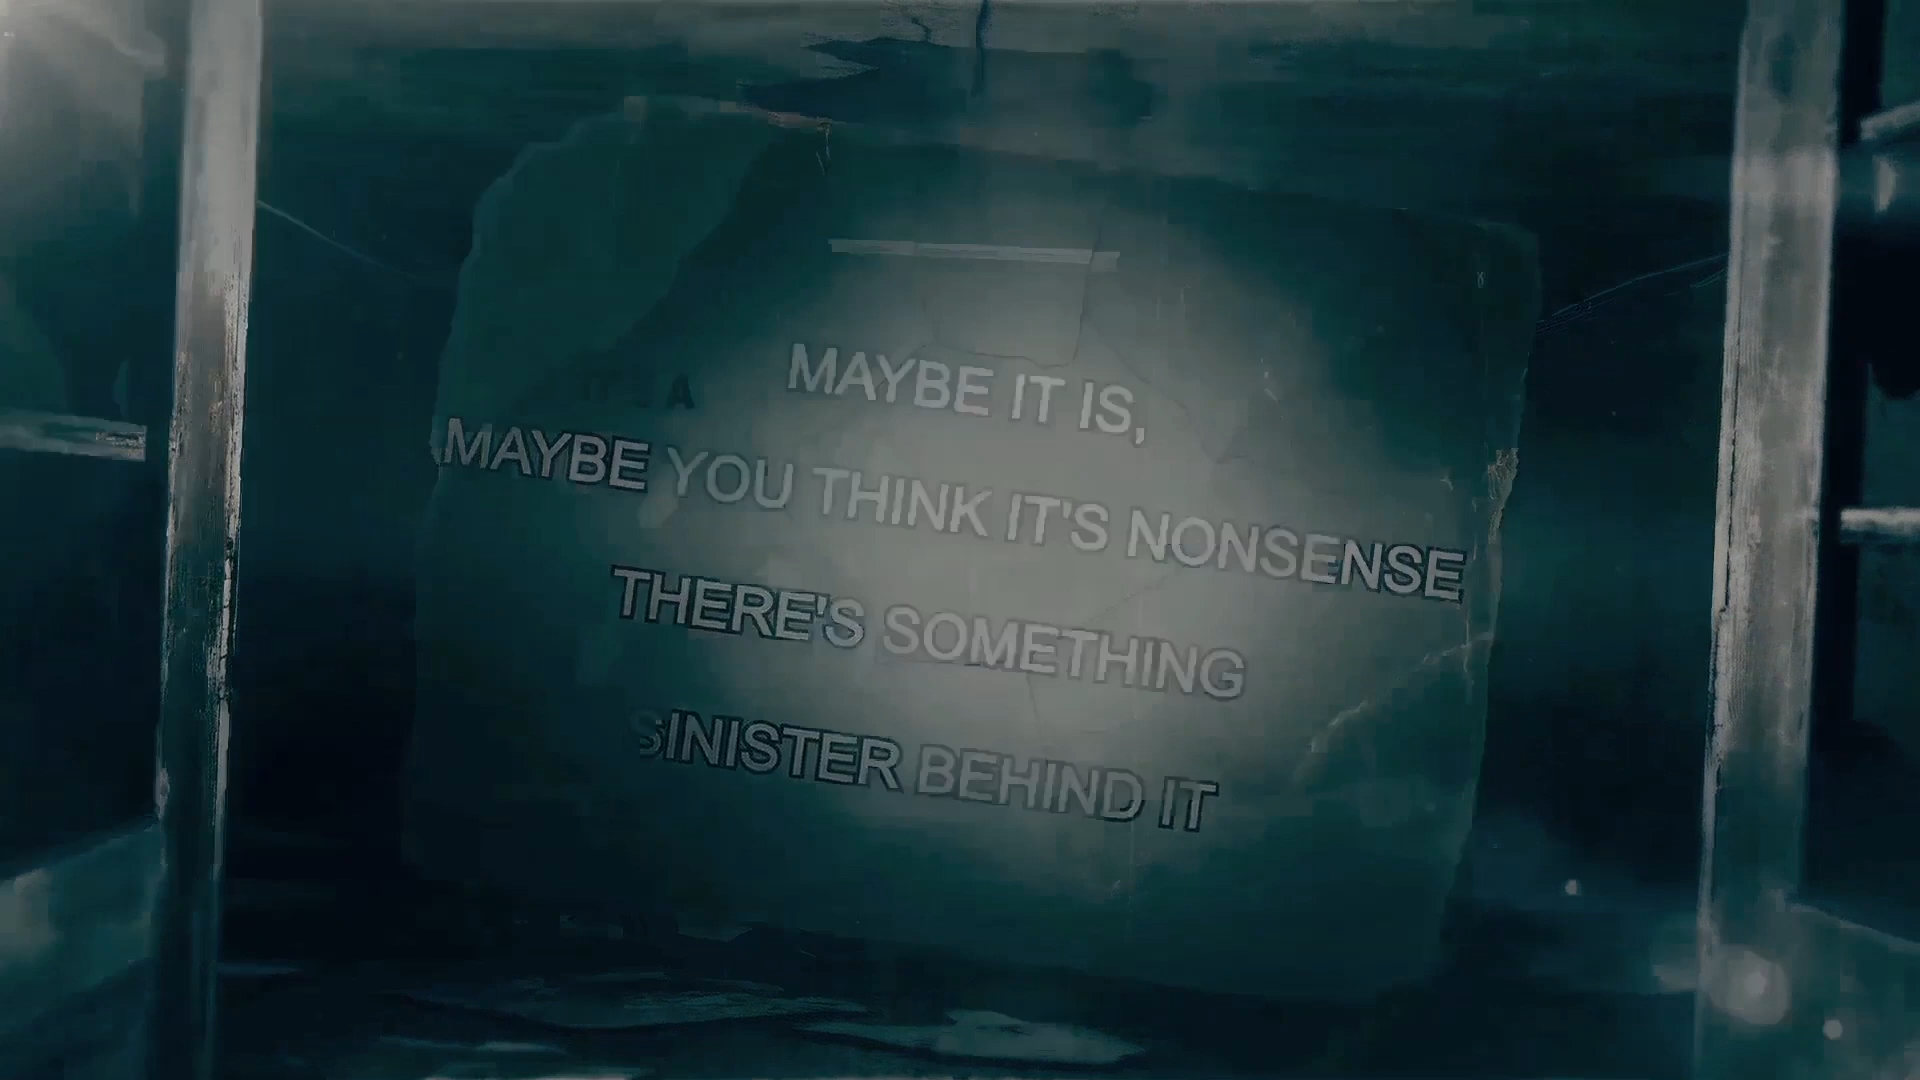 MAYBE IT IS,
MAYBE YOU THINK IT'S NONSENSE
THERE'S SOMETHING
SINISTER BEHIND IT